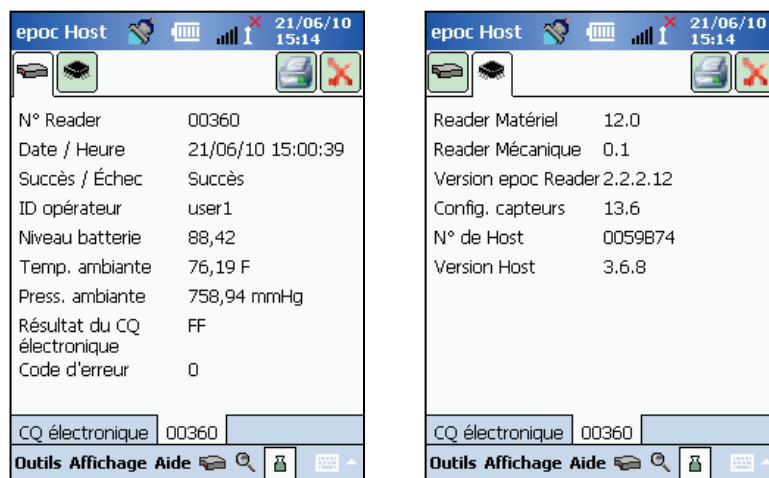 epoc Host 21/06/10 15:14
N° Reader 00360
Date / Heure 21/06/10 15:00:39
Succès / Échec Succès
ID opérateur user1
Niveau batterie 88,42
Temp. ambiante 76,19 F
Press. ambiante 758,94 mmHg
Résultat du CQ électronique FF
Code d'erreur 0
CQ électronique 00360
Outils Affichage Aide
epoc Host 21/06/10 15:14
Reader Matériel 12.0
Reader Mécanique 0.1
Version epoc Reader 2.2.2.12
Config. capteurs 13.6
N° de Host 0059B74
Version Host 3.6.8
CQ électronique 00360
Outils Affichage Aide